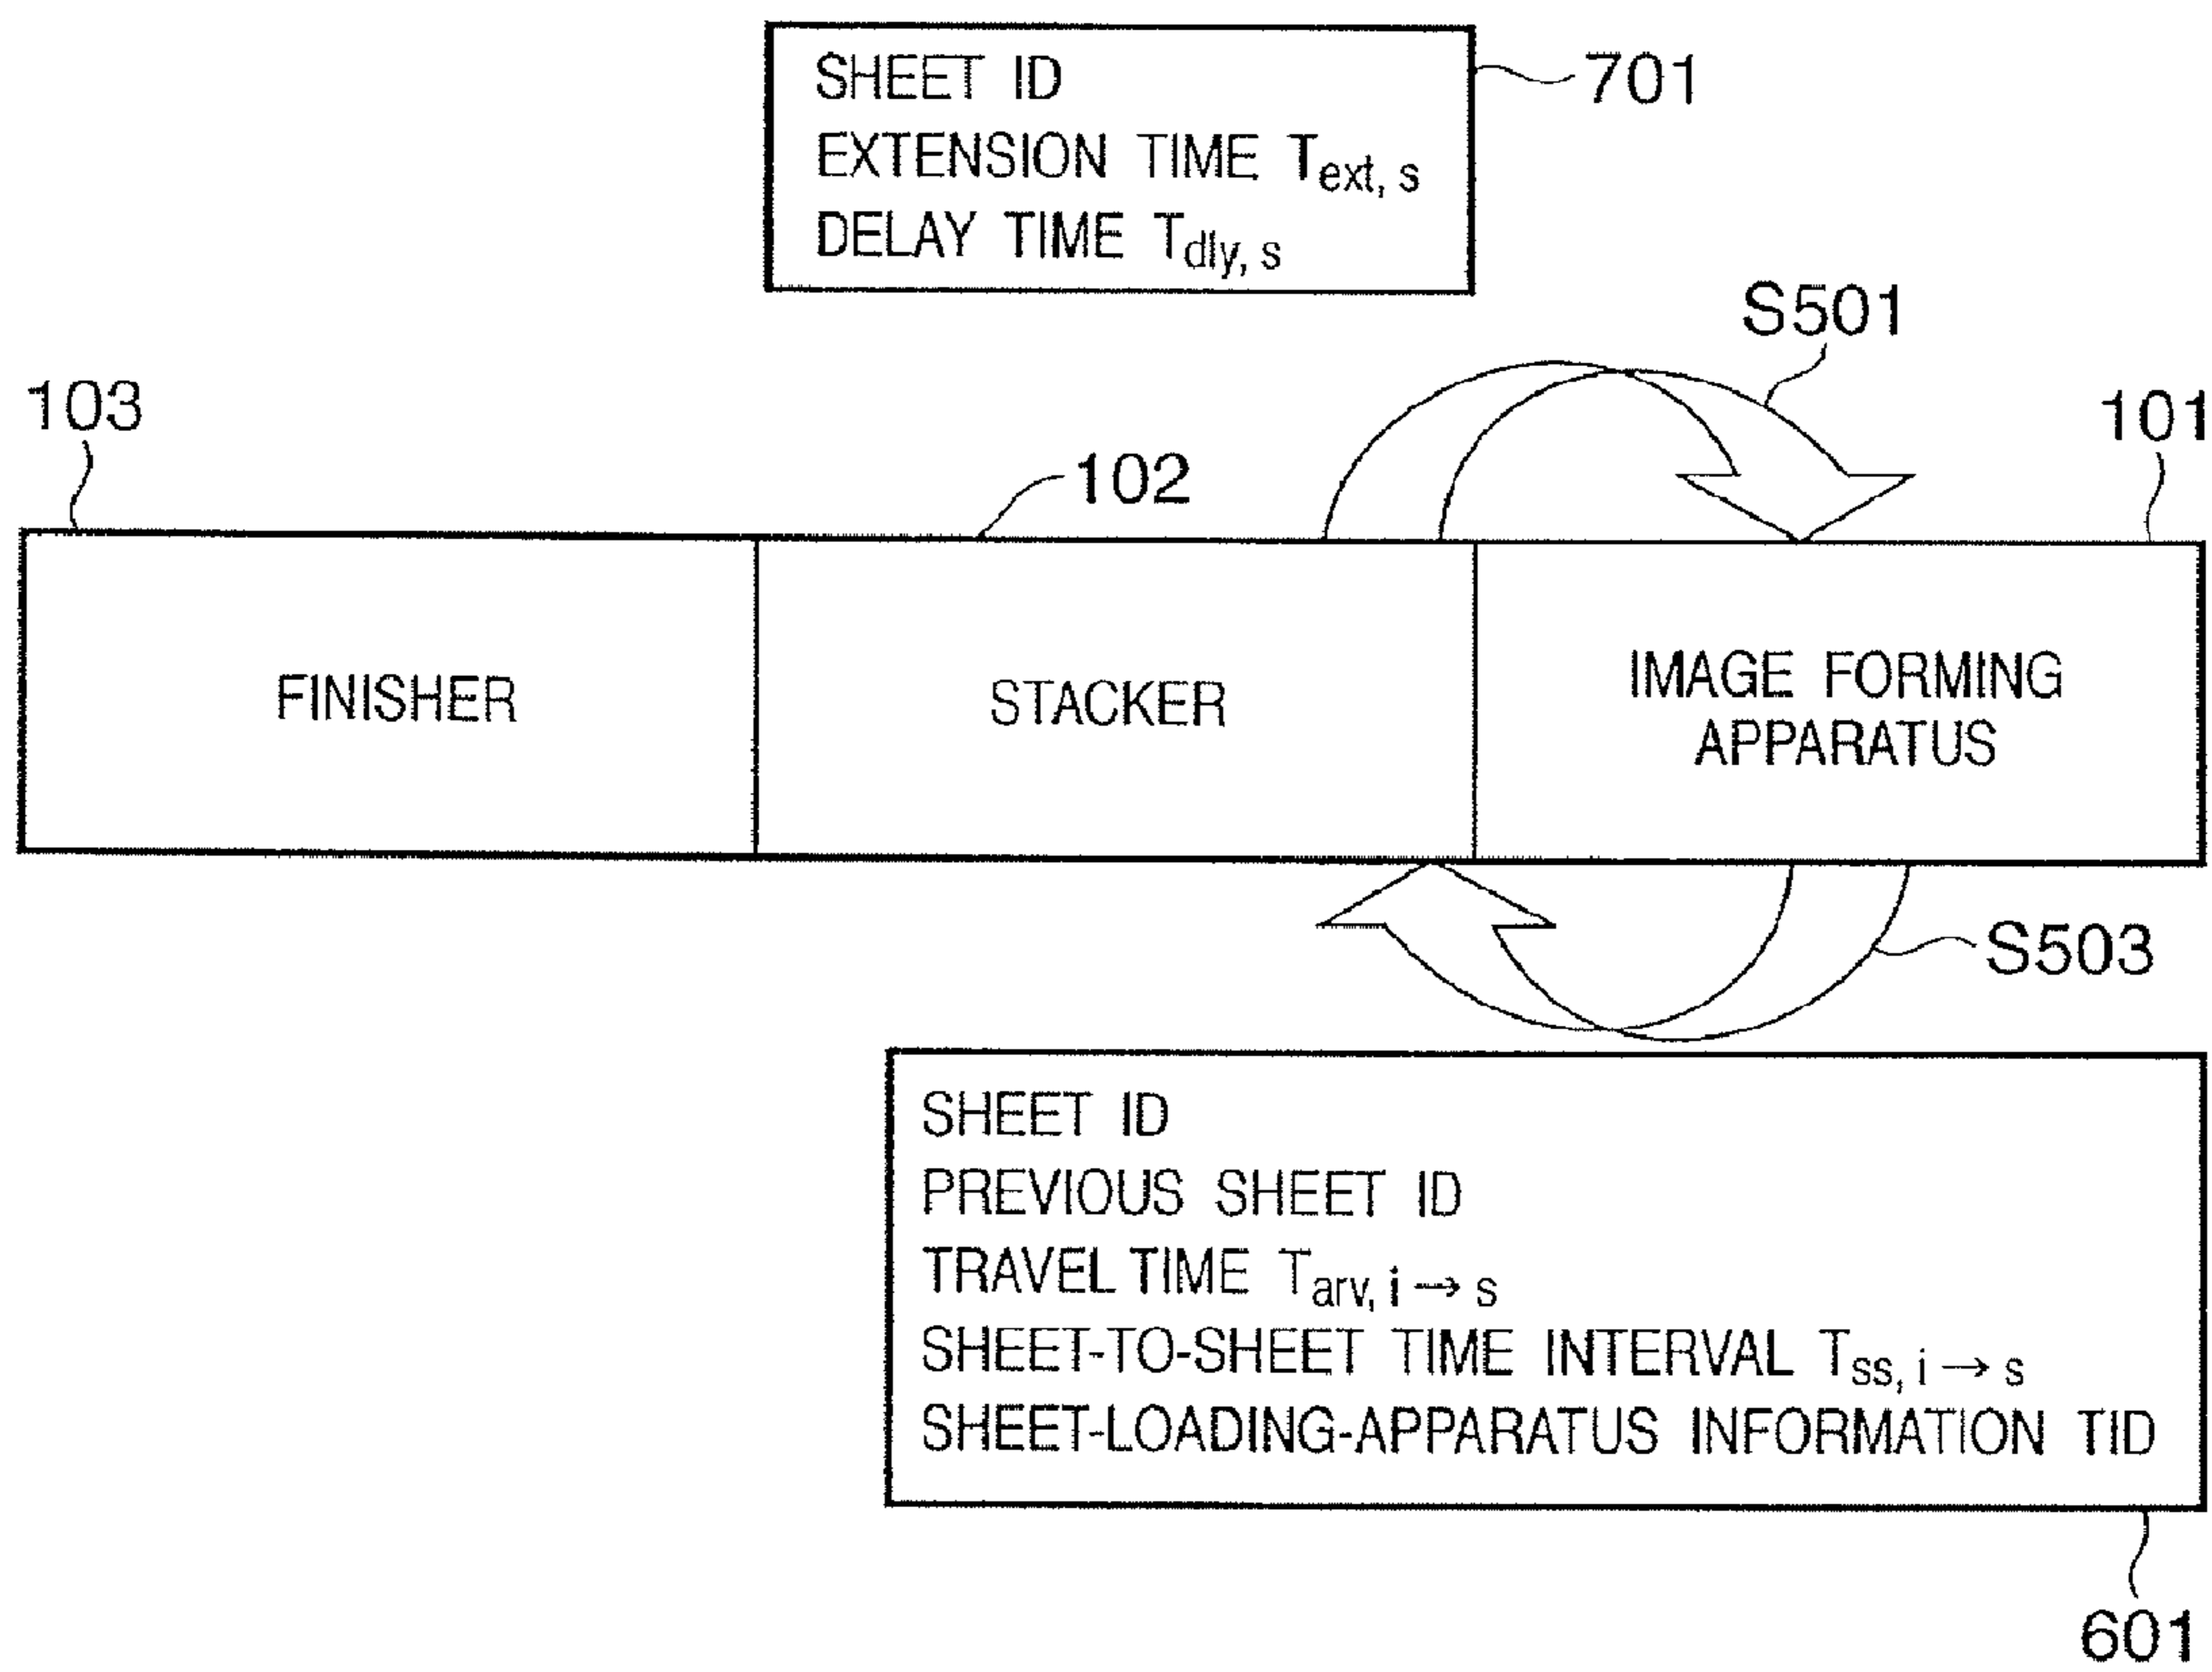 SHEET ID
EXTENSION TIME Text, s
DELAY TIME Tdly, s
701
S501
103
102
101
FINISHER
STACKER
IMAGE FORMING
APPARATUS
S503
SHEET ID
PREVIOUS SHEET ID
TRAVEL TIME Tarv, i → s
SHEET-TO-SHEET TIME INTERVAL Tss, i → s
SHEET-LOADING-APPARATUS INFORMATION TID
601